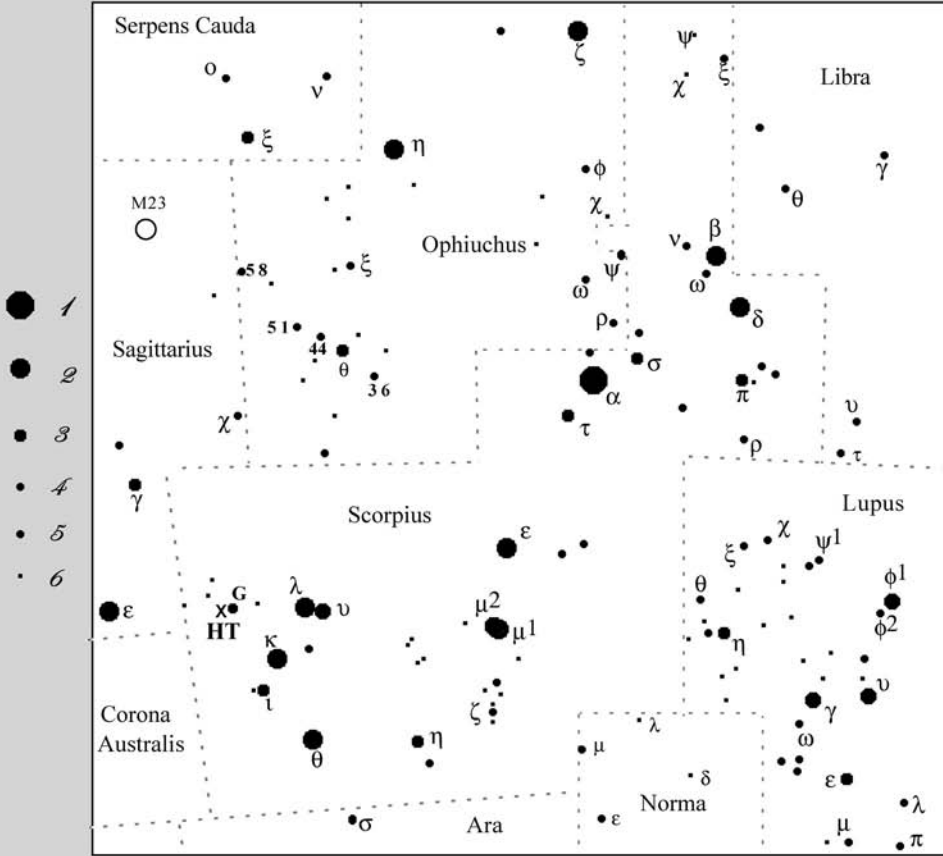 Serpens Cauda
ψ
ζ
ξ
Libra
ο
ν
χ
ξ
η
γ
φ
θ
M23
χ
Ophiuchus
ν
β
ξ
58
ψ
ω
ω
1
ρ
δ
51
44
Sagittarius
θ
σ
2
36
α
π
χ
τ
υ
3
ρ
τ
4
γ
Scorpius
Lupus
5
ε
ξ
χ
ψ1
6
θ
φ1
G
λ
ε
X
υ
μ2
HT
μ1
φ2
κ
η
ι
υ
Corona
ζ
γ
λ
Australis
θ
η
μ
ω
δ
ε
Norma
λ
σ
Ara
ε
μ
π